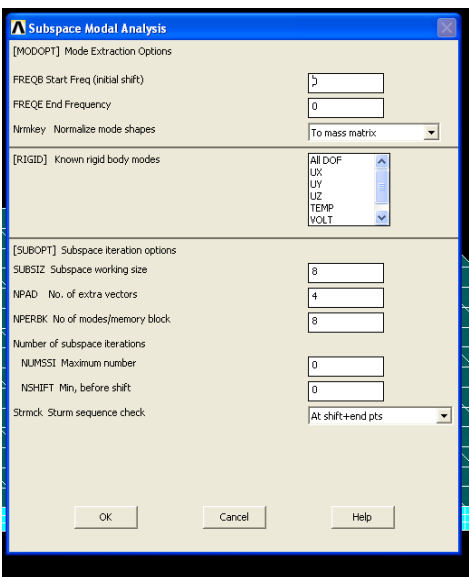 Subspace Modal Analysis
[MODOPT] Mode Extraction Options
FREQB Start Freq (initial shift)
FREQE End Frequency
0
Nrmkey Normalize mode shapes
To mass matrix
[RIGID] Known rigid body modes
All DOF
UX
UY
UZ
TEMP
VOLT
[SUBOPT] Subspace iteration options
SUBSIZ Subspace working size
8
NPAD No. of extra vectors
4
NPERBK No of modes/memory block
8
Number of subspace iterations
NUMSSI Maximum number
0
NSHIFT Min, before shift
0
Strmck Sturm sequence check
At shift+end pts
OK Cancel Help